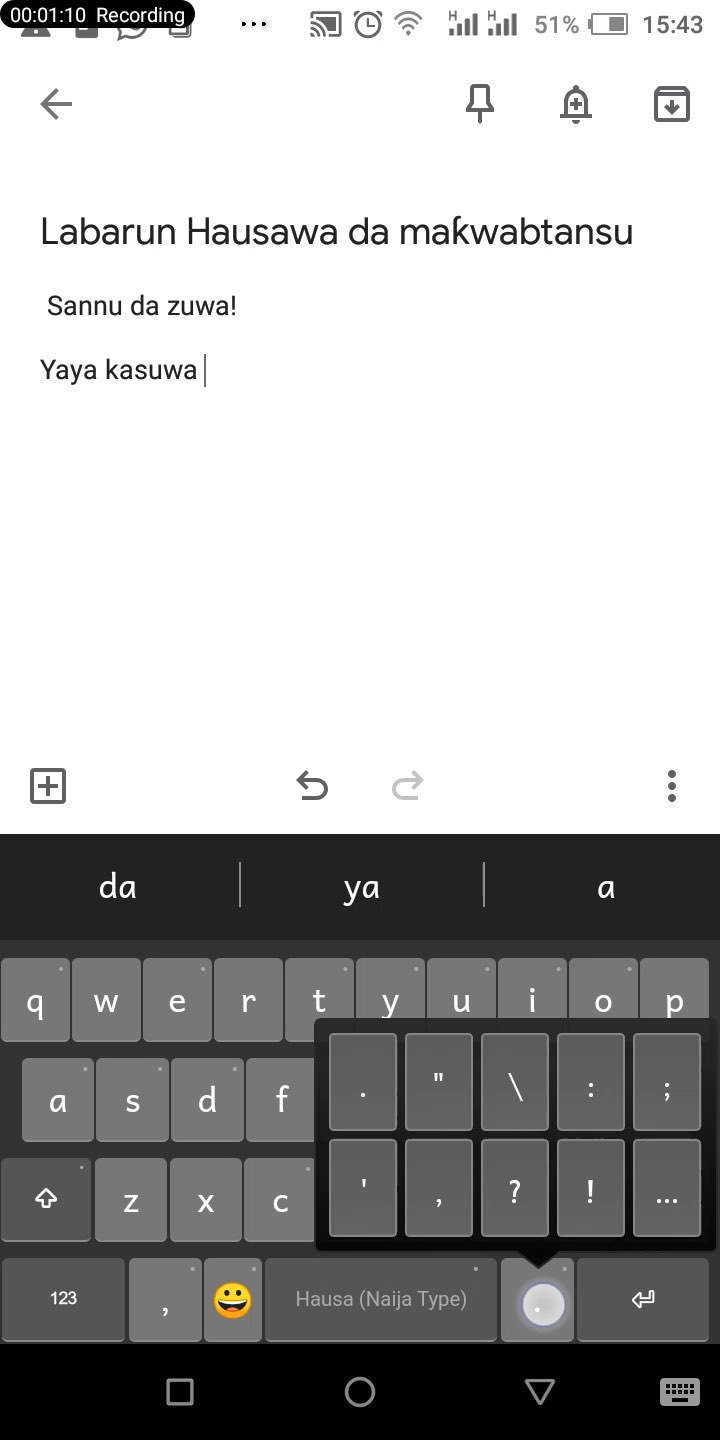 00:01:10 Recording
... H H 51% 15:43
Labarun Hausawa da maƙwabtansu
Sannu da zuwa!
Yaya kasuwa
da ya a
q w e r t y u i o p
. " \ : ;
a s d f
' , ? ! ...
z x c
123 , Hausa (Naija Type) .